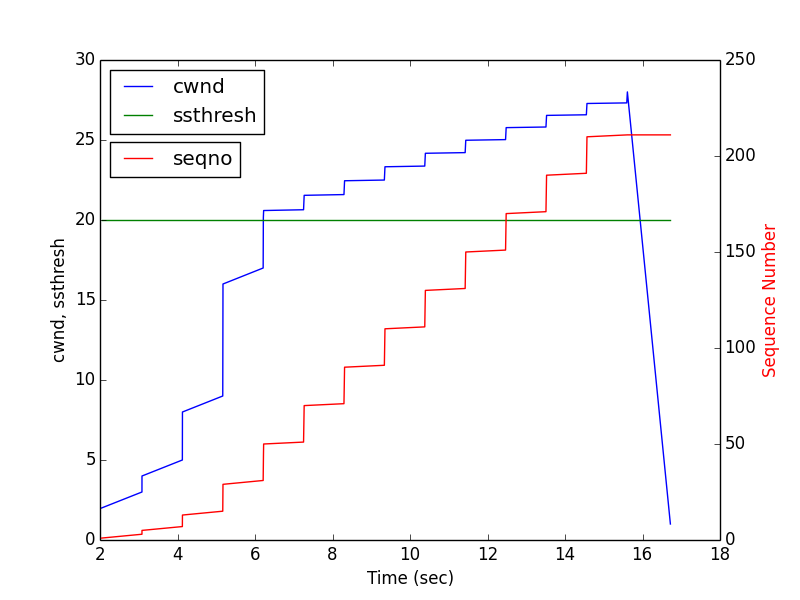 30
25
20
15
10
5
0
cwnd, ssthresh
cwnd
ssthresh
seqno
250
200
150
100
50
0
Sequence Number
2 4 6 8 10 12 14 16 18
Time (sec)